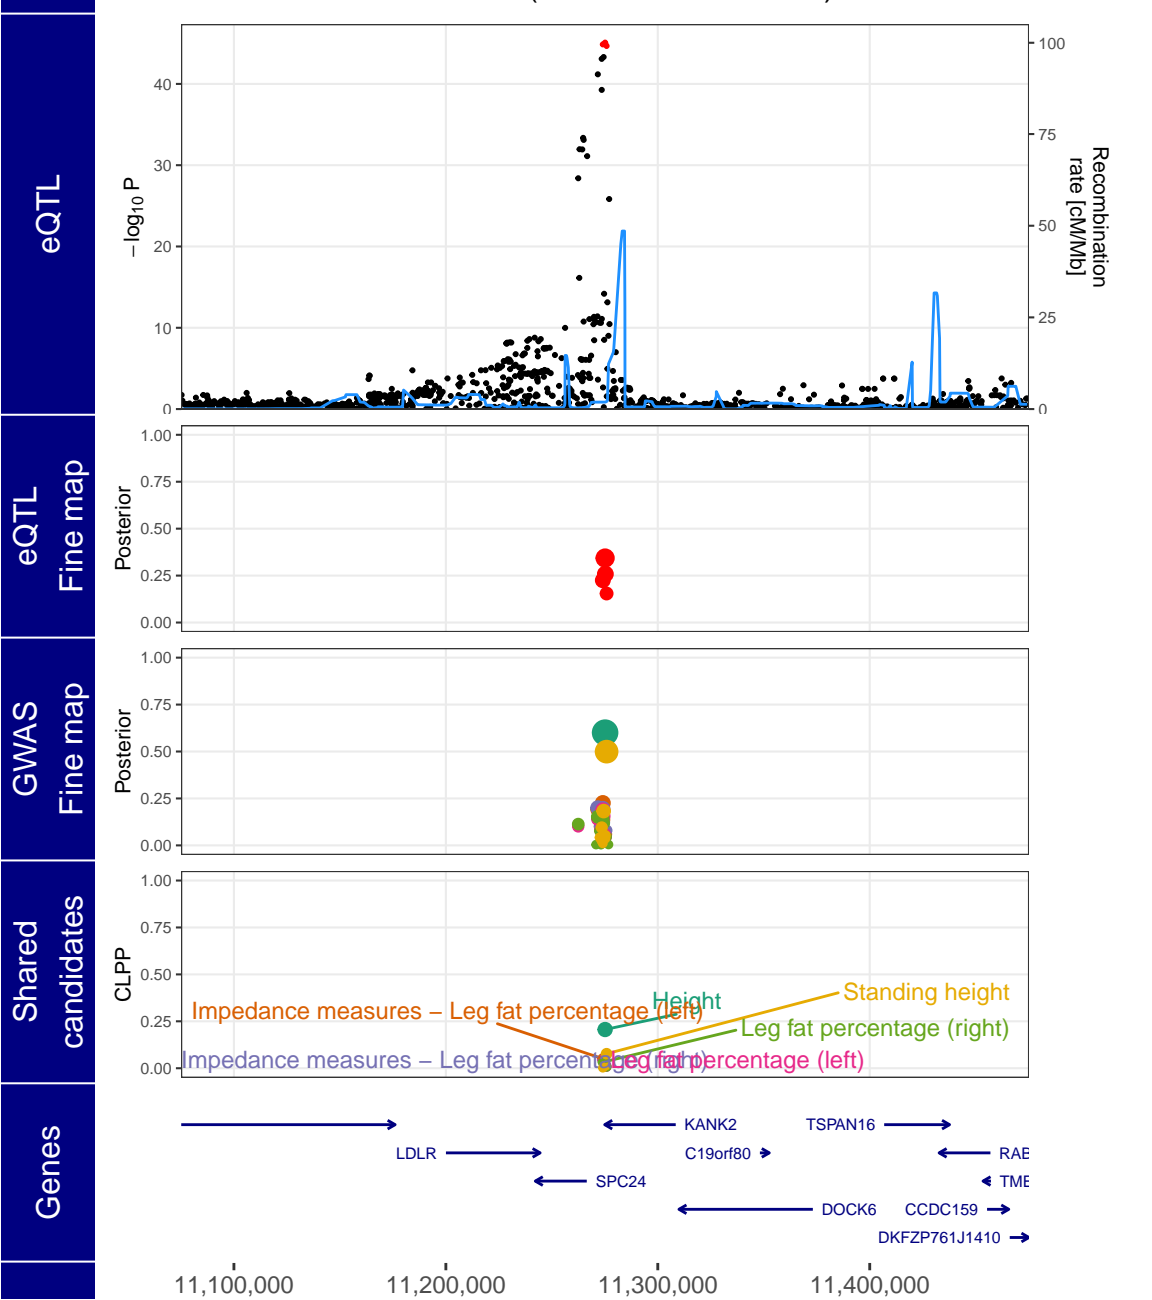 eQTL
40
30
20
10
0
−log10 P
100
75
50
25
0
Recombination
rate [cM/Mb]
eQTL
Fine map
Posterior
1.00
0.75
0.50
0.25
0.00
GWAS
Fine map
Posterior
1.00
0.75
0.50
0.25
0.00
Shared
candidates
CLPP
1.00
0.75
0.50
0.25
0.00
Standing height
Height
Impedance measures − Leg fat percentage (left)
Leg fat percentage (right)
Impedance measures − Leg fat percentage (right)
Leg fat percentage (left)
Genes
KANK2
TSPAN16
LDLR
C19orf80
RAB
SPC24
TME
DOCK6
CCDC159
DKFZP761J1410
11,100,000
11,200,000
11,300,000
11,400,000